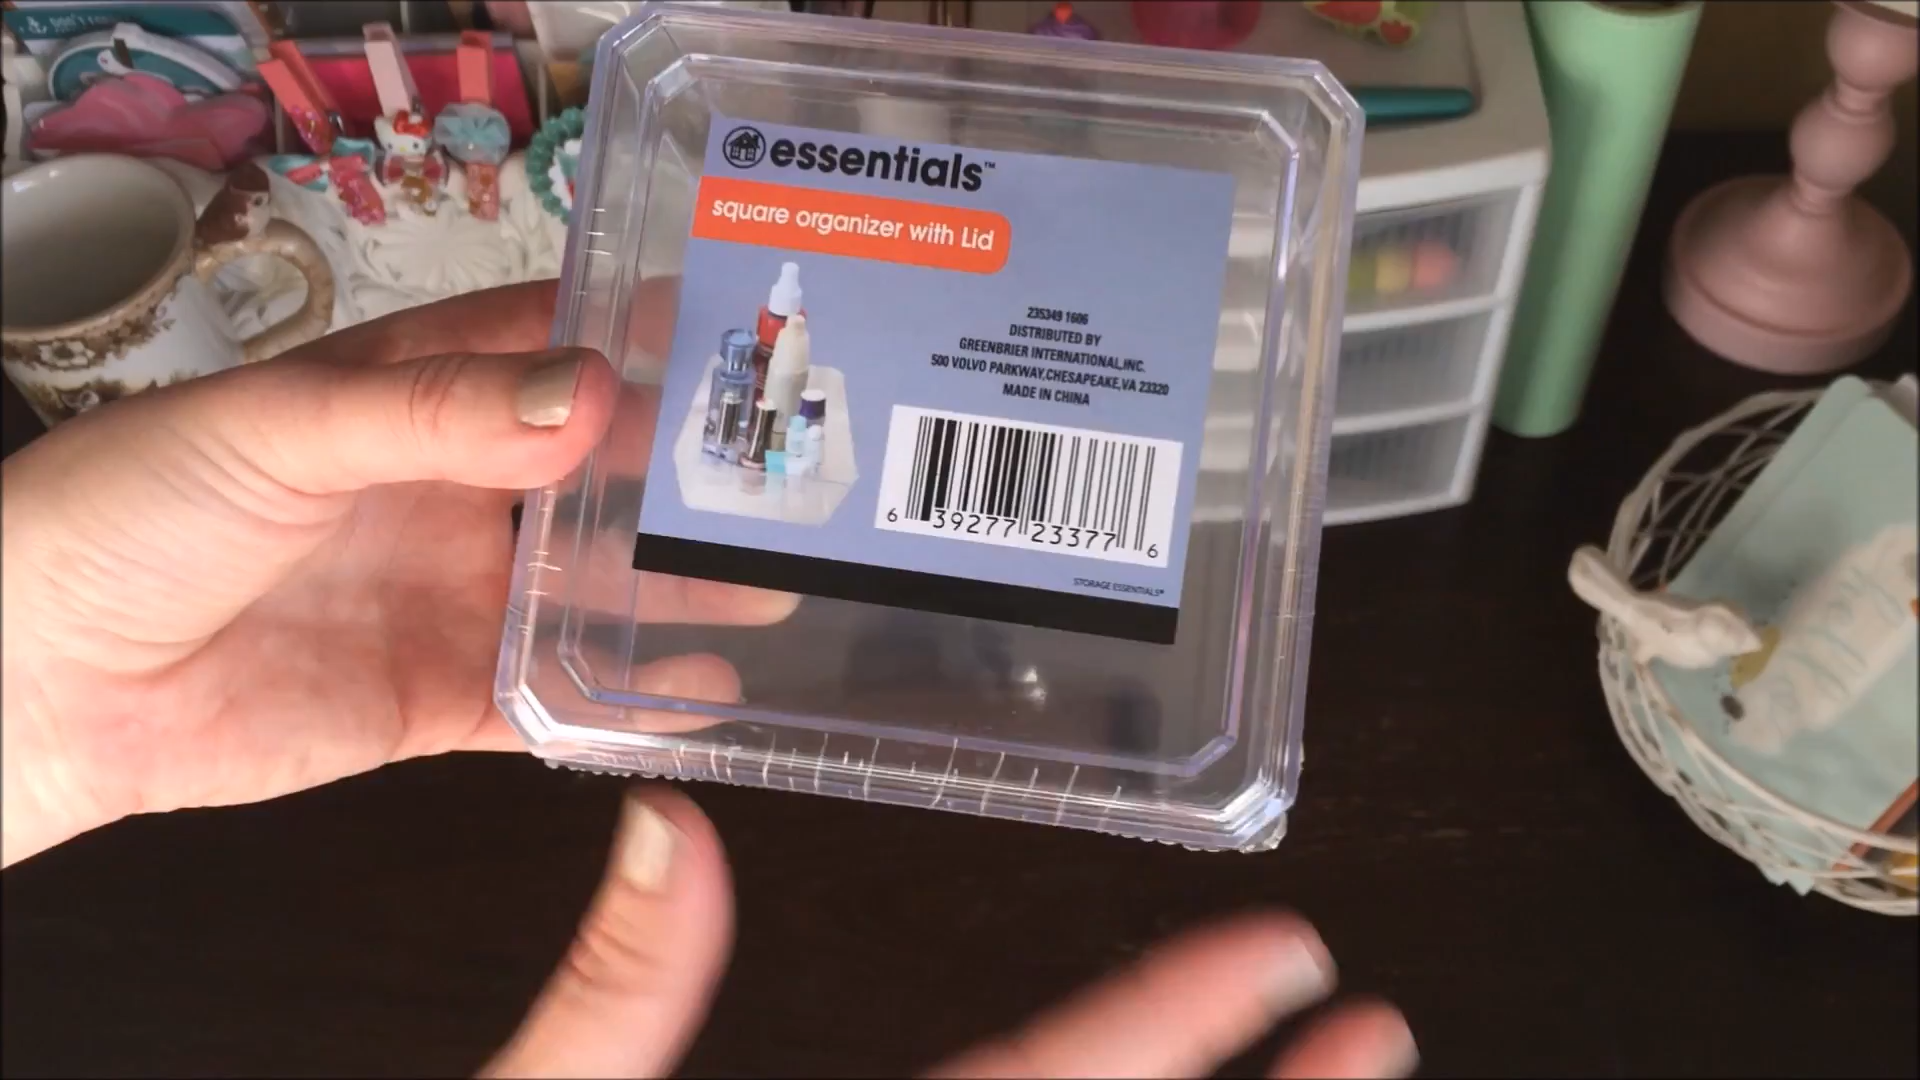 essentials™
square organizer with Lid
235349 1606
DISTRIBUTED BY
GREENBRIER INTERNATIONAL,INC.
500 VOLVO PARKWAY,CHESAPEAKE,VA 23320
MADE IN CHINA
6 39277 23377 6
STORAGE ESSENTIALS®